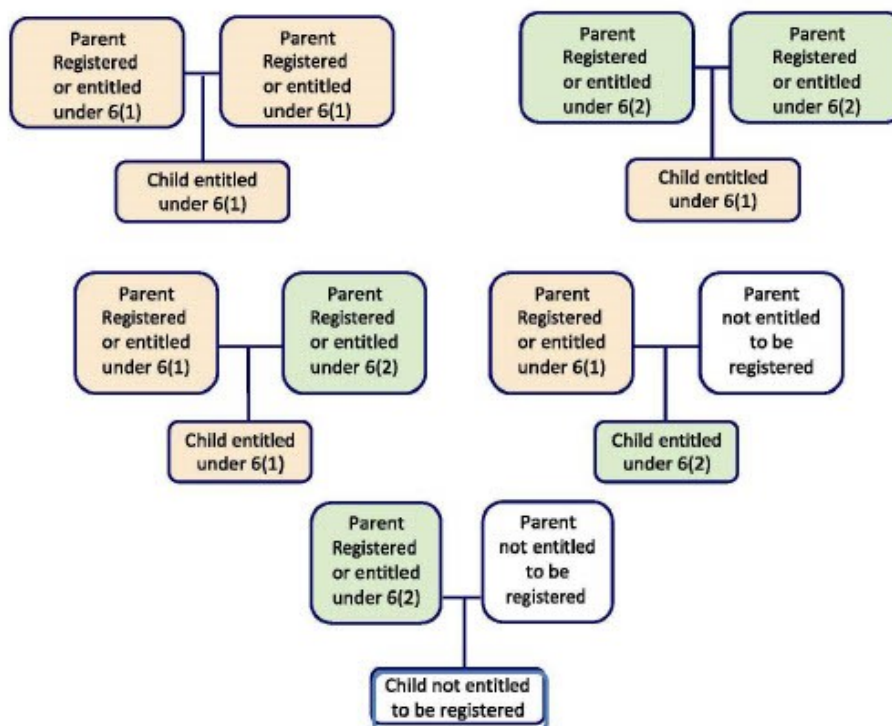 Parent
Registered
or entitled
under 6(1)
Parent
Registered
or entitled
under 6(1)
Child entitled
under 6(1)
Parent
Registered
or entitled
under 6(2)
Parent
Registered
or entitled
under 6(2)
Child entitled
under 6(1)
Parent
Registered
or entitled
under 6(1)
Parent
Registered
or entitled
under 6(2)
Child entitled
under 6(1)
Parent
Registered
or entitled
under 6(1)
Parent
not entitled
to be
registered
Child entitled
under 6(2)
Parent
Registered
or entitled
under 6(2)
Parent
not entitled
to be
registered
Child not entitled
to be registered